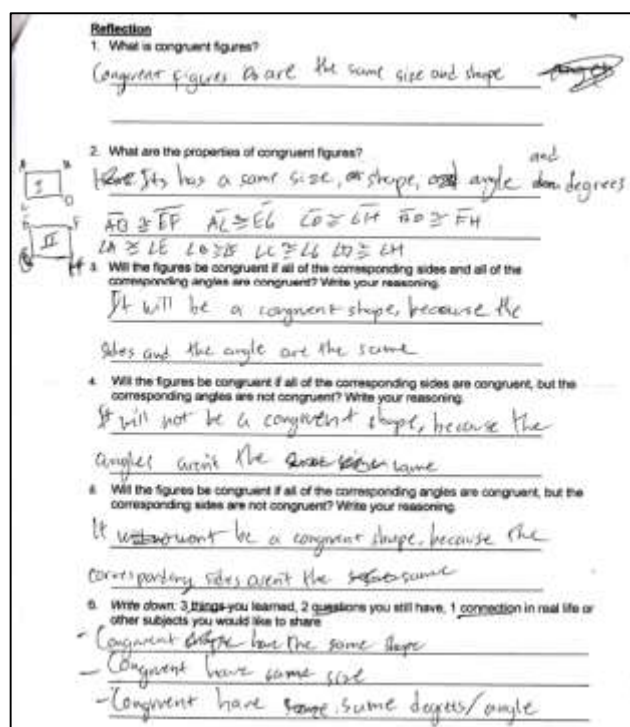 Reflection
1. What is congruent figures?
Congruent figures are the same size and shape
2. What are the properties of congruent figures?
and
Its has a same size, shape, angle degrees
A B
I
L D
E F
II
G H
AB ≅ EF AL ≅ EG LD ≅ GH BD ≅ FH
∠A ≅ ∠E ∠B ≅ ∠F ∠L ≅ ∠G ∠D ≅ ∠H
3. Will the figures be congruent if all of the corresponding sides and all of the
corresponding angles are congruent? Write your reasoning.
It will be a congruent shape, because the
sides and the angle are the same
4. Will the figures be congruent if all of the corresponding sides are congruent, but the
corresponding angles are not congruent? Write your reasoning.
It will not be a congruent shape, because the
angles aren't the same
5. Will the figures be congruent if all of the corresponding angles are congruent, but the
corresponding sides are not congruent? Write your reasoning.
It wont be a congruent shape, because the
corresponding sides arent the same
6. Write down: 3 things you learned, 2 questions you still have, 1 connection in real life or
other subjects you would like to share
- Congruent have the same shape
- Congruent have same size
- Congruent have same degrees/angle